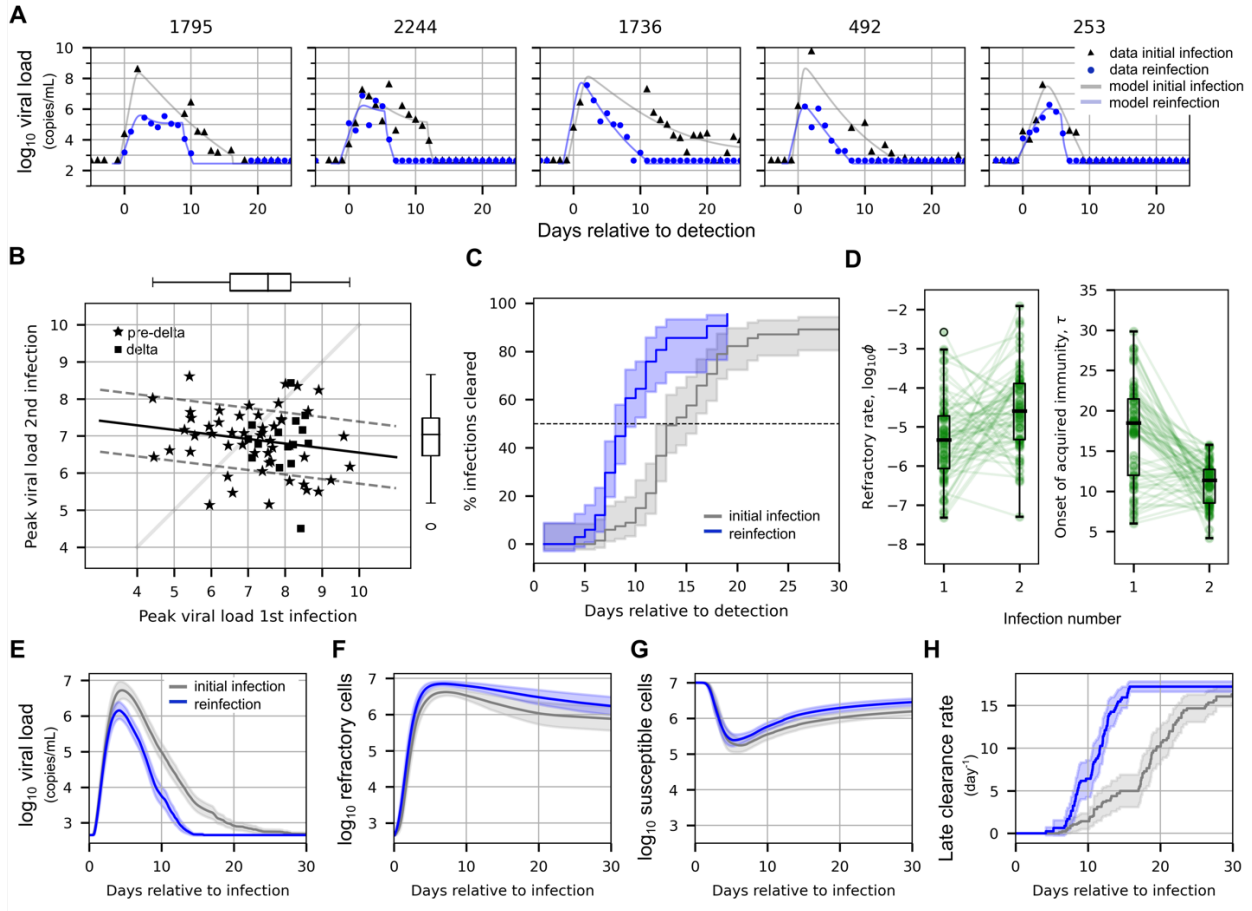 A
1795 2244 1736 492 253
log₁₀ viral load
(copies/mL)
10
8
6
4
2
0 20 0 20 0 20 0 20 0 20
Days relative to detection
data initial infection
data reinfection
model initial infection
model reinfection
B
Peak viral load 2nd infection
10
9
8
7
6
5
4
pre-delta
delta
4 5 6 7 8 9 10
Peak viral load 1st infection
C
% infections cleared
100
80
60
40
20
0
initial infection
reinfection
0 5 10 15 20 25 30
Days relative to detection
D
Refractory rate, log₁₀ϕ
−2
−3
−4
−5
−6
−7
−8
1 2
Onset of acquired immunity, τ
35
30
25
20
15
10
5
1 2
Infection number
E
log₁₀ viral load
(copies/mL)
7
6
5
4
3
initial infection
reinfection
0 10 20 30
Days relative to infection
F
log₁₀ refractory cells
7
6
5
4
3
0 10 20 30
Days relative to infection
G
log₁₀ susceptible cells
7
6
5
4
3
0 10 20 30
Days relative to infection
H
Late clearance rate
(day⁻¹)
15
10
5
0
0 10 20 30
Days relative to infection